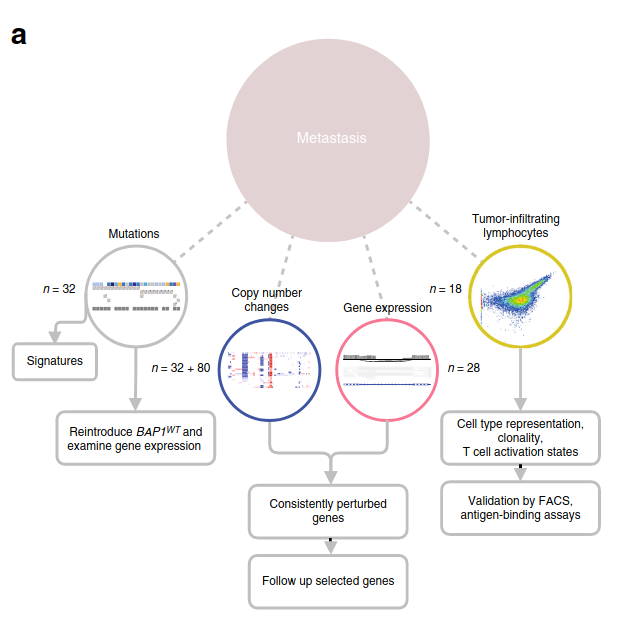 a
Metastasis
Mutations
Tumor-infiltrating
lymphocytes
n = 32
Copy number
changes
Gene expression
n = 18
Signatures
n = 32 + 80
n = 28
Reintroduce BAP1WT and
examine gene expression
Cell type representation,
clonality,
T cell activation states
Consistently perturbed
genes
Validation by FACS,
antigen-binding assays
Follow up selected genes